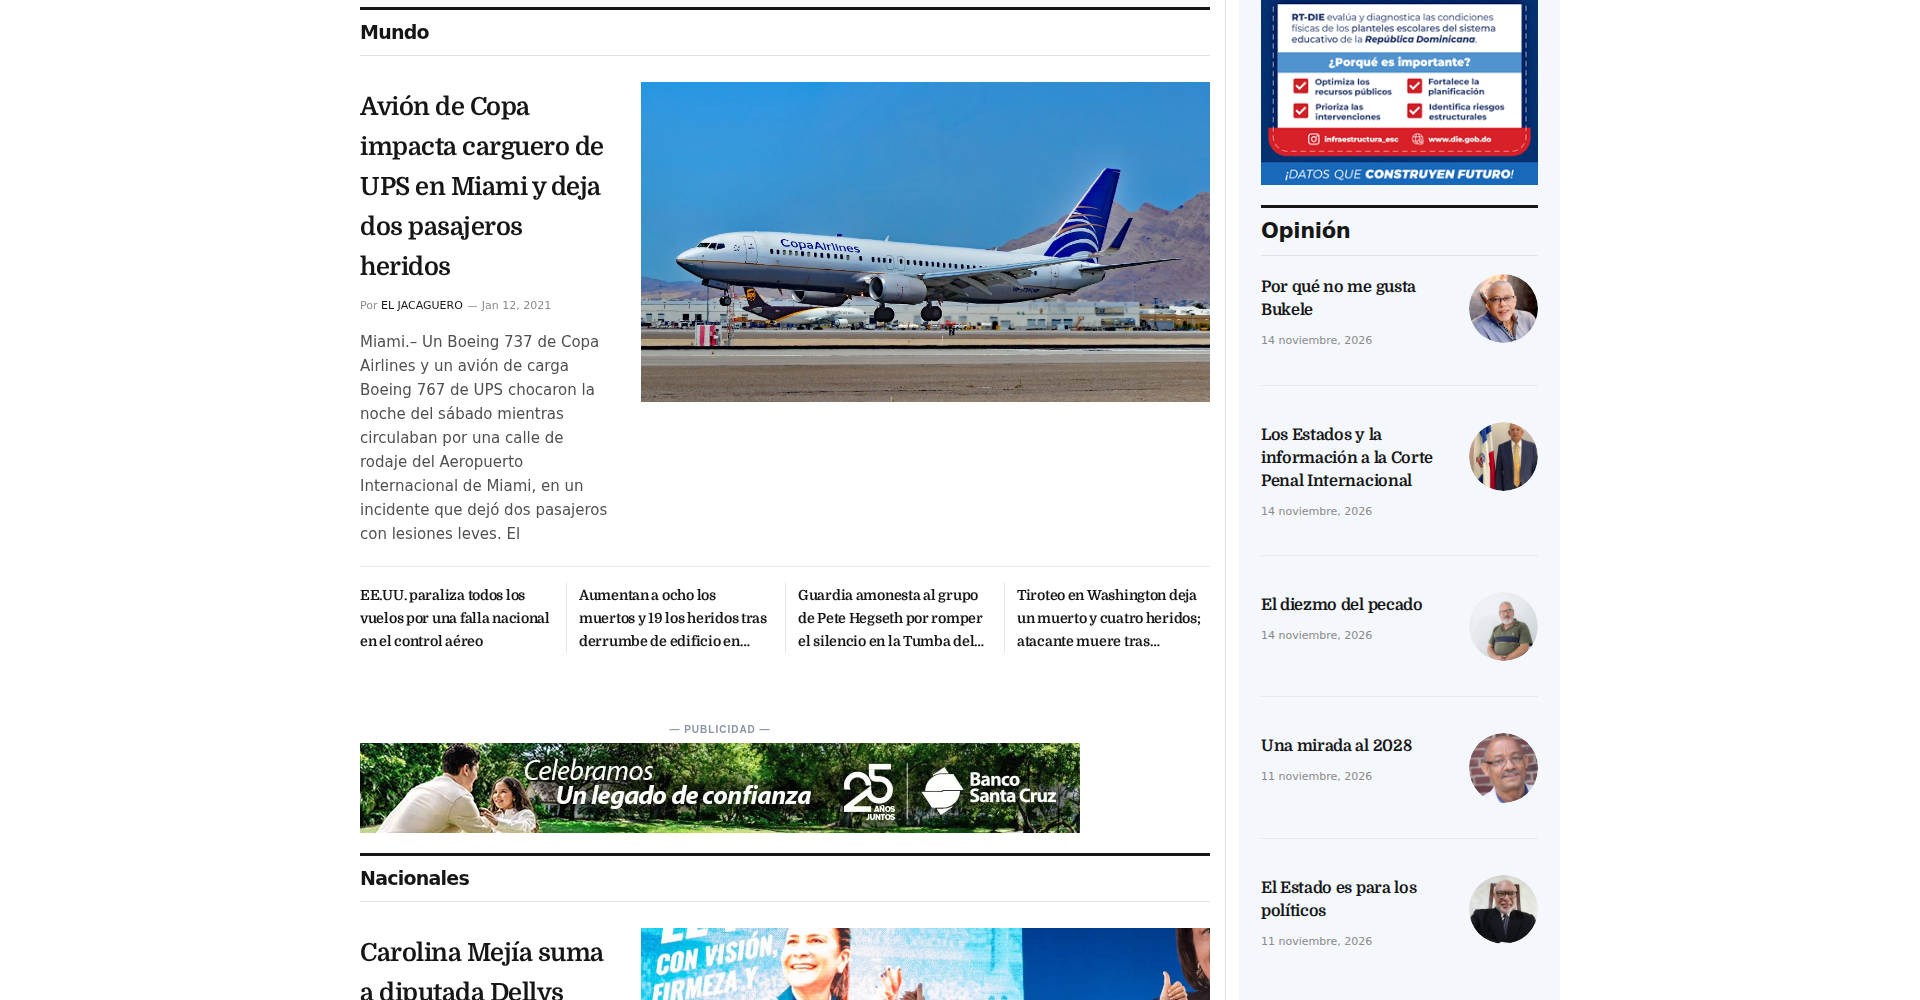 Mundo
Avión de Copa
impacta carguero de
UPS en Miami y deja
dos pasajeros
heridos
Por EL JACAGUERO — Jan 12, 2021
Miami.– Un Boeing 737 de Copa
Airlines y un avión de carga
Boeing 767 de UPS chocaron la
noche del sábado mientras
circulaban por una calle de
rodaje del Aeropuerto
Internacional de Miami, en un
incidente que dejó dos pasajeros
con lesiones leves. El
CopaAirlines
EE.UU. paraliza todos los
vuelos por una falla nacional
en el control aéreo
Aumentan a ocho los
muertos y 19 los heridos tras
derrumbe de edificio en...
Guardia amonesta al grupo
de Pete Hegseth por romper
el silencio en la Tumba del...
Tiroteo en Washington deja
un muerto y cuatro heridos;
atacante muere tras...
— PUBLICIDAD —
Celebramos
Un legado de confianza
25 AÑOS
JUNTOS
Banco
Santa Cruz
Nacionales
Carolina Mejía suma
a diputada Dellys
CON VISIÓN,
FIRMEZA Y
RT-DIE evalúa y diagnostica las condiciones
físicas de los planteles escolares del sistema
educativo de la República Dominicana.
¿Porqué es importante?
Optimiza los
recursos públicos
Fortalece la
planificación
Prioriza las
intervenciones
Identifica riesgos
estructurales
infraestructura_esc www.die.gob.do
¡DATOS QUE CONSTRUYEN FUTURO!
Opinión
Por qué no me gusta
Bukele
14 noviembre, 2026
Los Estados y la
información a la Corte
Penal Internacional
14 noviembre, 2026
El diezmo del pecado
14 noviembre, 2026
Una mirada al 2028
11 noviembre, 2026
El Estado es para los
políticos
11 noviembre, 2026